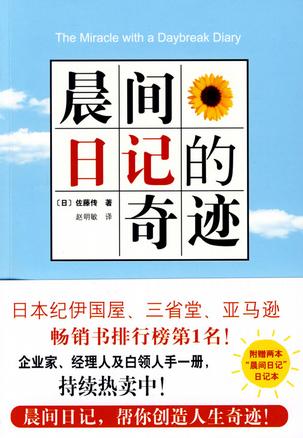 The Miracle with a Daybreak Diary
晨间
日记的
奇迹
〔日〕佐藤传 著
赵明敏 译
日本纪伊国屋、三省堂、亚马逊
畅销书排行榜第1名!
企业家、经理人及白领人手一册,
持续热卖中!
附赠两本
“晨间日记”
日记本
晨间日记,帮你创造人生奇迹!